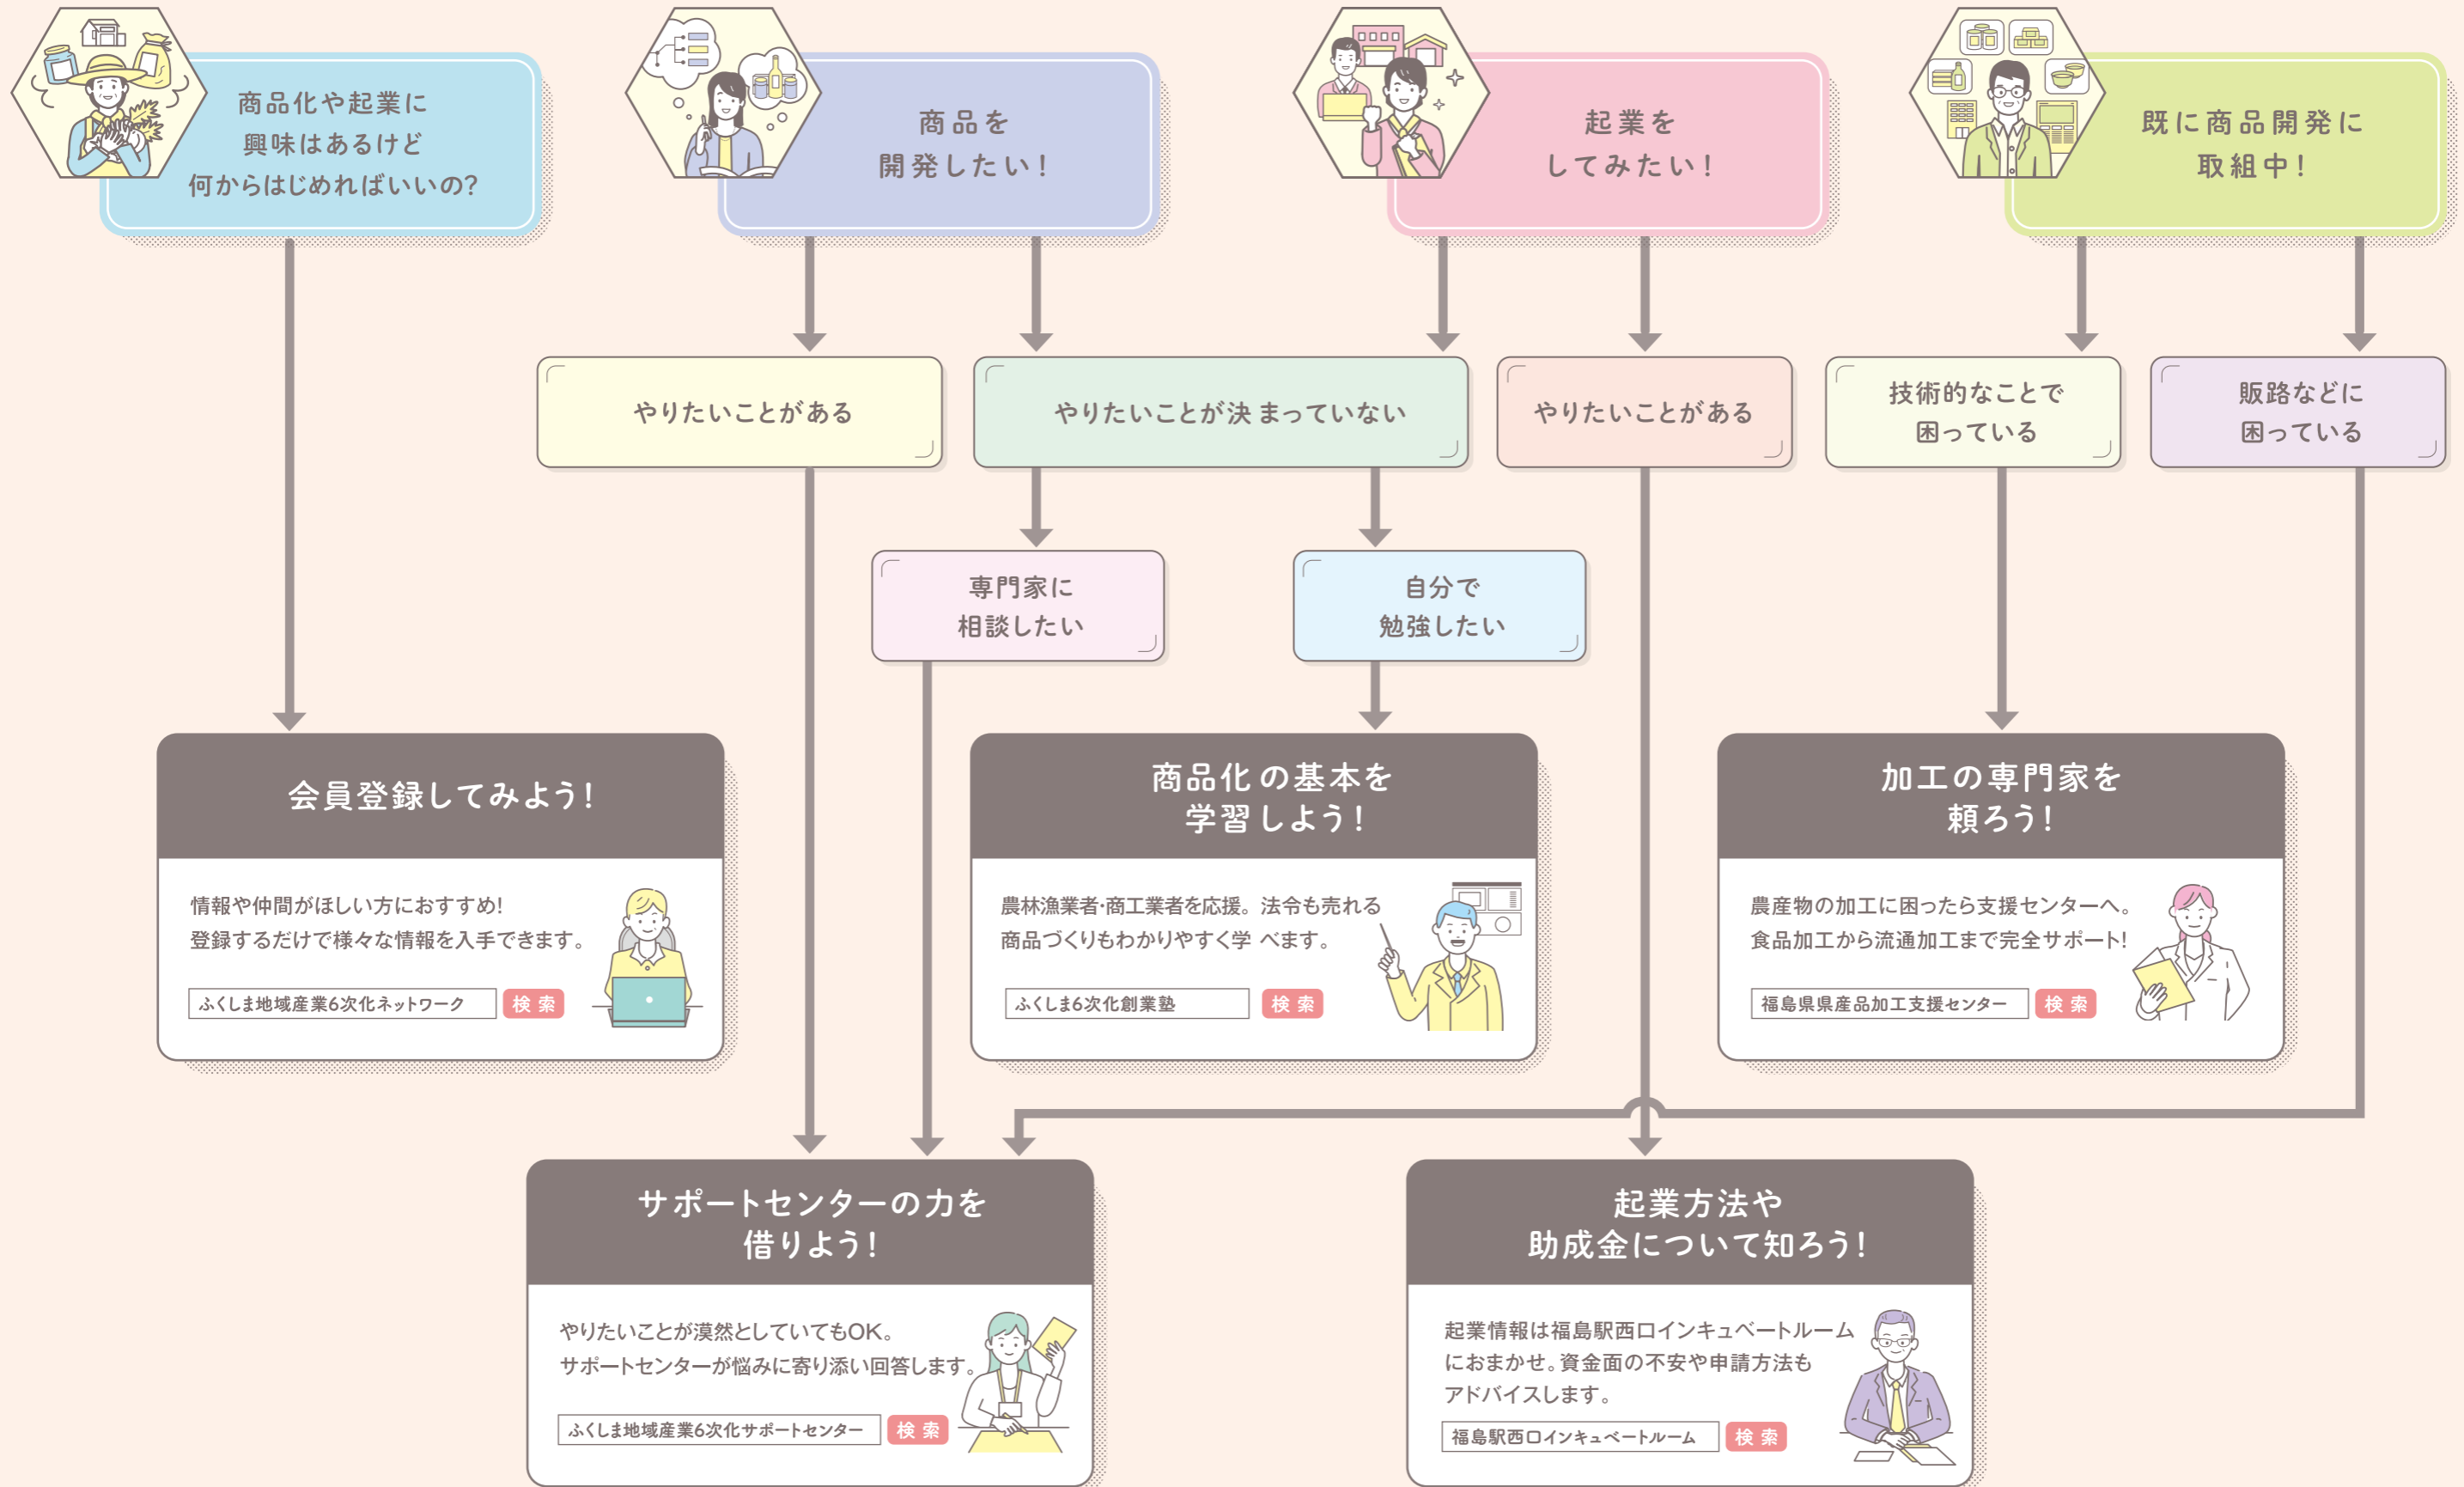 商品化や起業に
興味はあるけど
何からはじめればいいの？
商品を
開発したい！
起業を
してみたい！
既に商品開発に
取組中！
やりたいことがある
やりたいことが決まっていない
やりたいことがある
技術的なことで
困っている
販路などに
困っている
専門家に
相談したい
自分で
勉強したい
会員登録してみよう！
情報や仲間がほしい方におすすめ！
登録するだけで様々な情報を入手できます。
ふくしま地域産業6次化ネットワーク 検索
商品化の基本を
学習しよう！
農林漁業者・商工業者を応援。法令も売れる
商品づくりもわかりやすく学べます。
ふくしま6次化創業塾 検索
加工の専門家を
頼ろう！
農産物の加工に困ったら支援センターへ。
食品加工から流通加工まで完全サポート！
福島県県産品加工支援センター 検索
サポートセンターの力を
借りよう！
やりたいことが漠然としていてもOK。
サポートセンターが悩みに寄り添い回答します。
ふくしま地域産業6次化サポートセンター 検索
起業方法や
助成金について知ろう！
起業情報は福島駅西口インキュベートルーム
におまかせ。資金面の不安や申請方法も
アドバイスします。
福島駅西口インキュベートルーム 検索